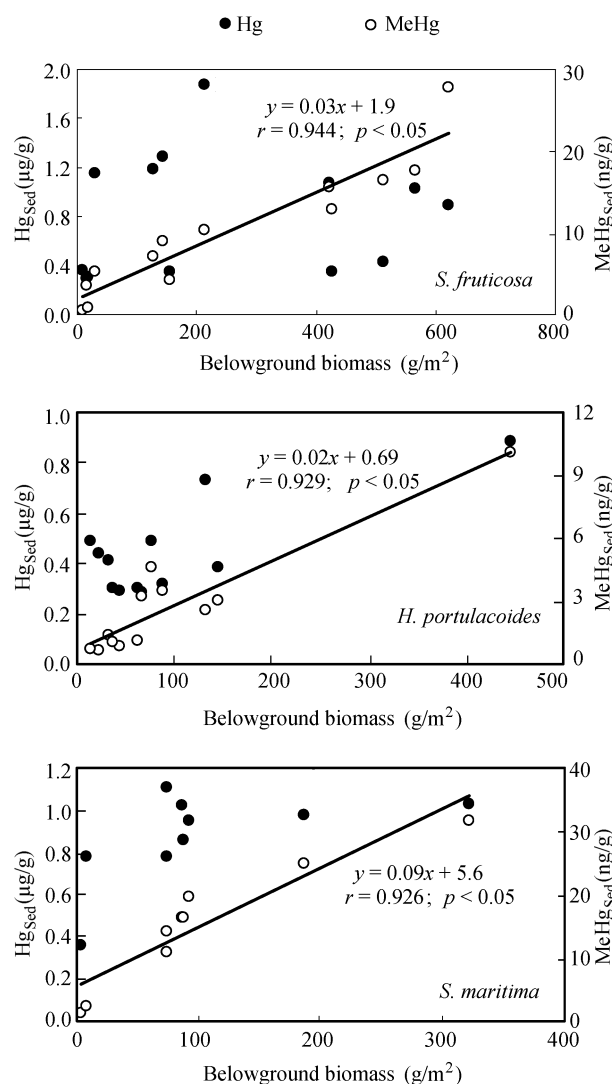 ● Hg ○ MeHg
2.0
1.6
1.2
0.8
0.4
0.0
Hg_Sed (µg/g)
y = 0.03x + 1.9
r = 0.944; p < 0.05
S. fruticosa
30
20
10
0
MeHg_Sed (ng/g)
0 200 400 600 800
Belowground biomass (g/m²)
1.0
0.8
0.6
0.4
0.2
0.0
Hg_Sed (µg/g)
y = 0.02x + 0.69
r = 0.929; p < 0.05
H. portulacoides
12
9
6
3
0
MeHg_Sed (ng/g)
0 100 200 300 400 500
Belowground biomass (g/m²)
1.2
1.0
0.8
0.6
0.4
0.2
0.0
Hg_Sed (µg/g)
y = 0.09x + 5.6
r = 0.926; p < 0.05
S. maritima
40
30
20
10
0
MeHg_Sed (ng/g)
0 100 200 300 400
Belowground biomass (g/m²)